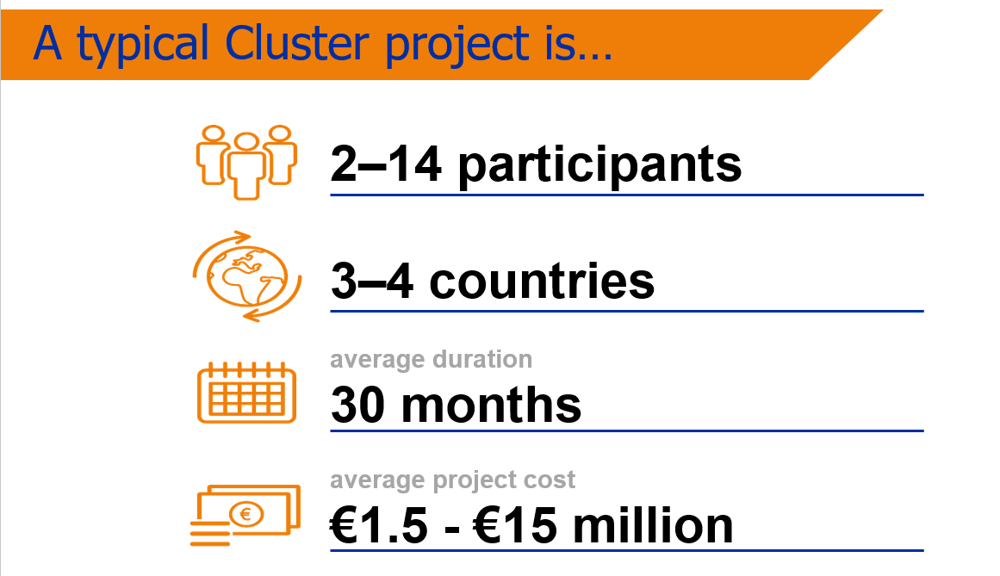 A typical Cluster project is...
2–14 participants
3–4 countries
average duration
30 months
average project cost
€
€1.5 - €15 million